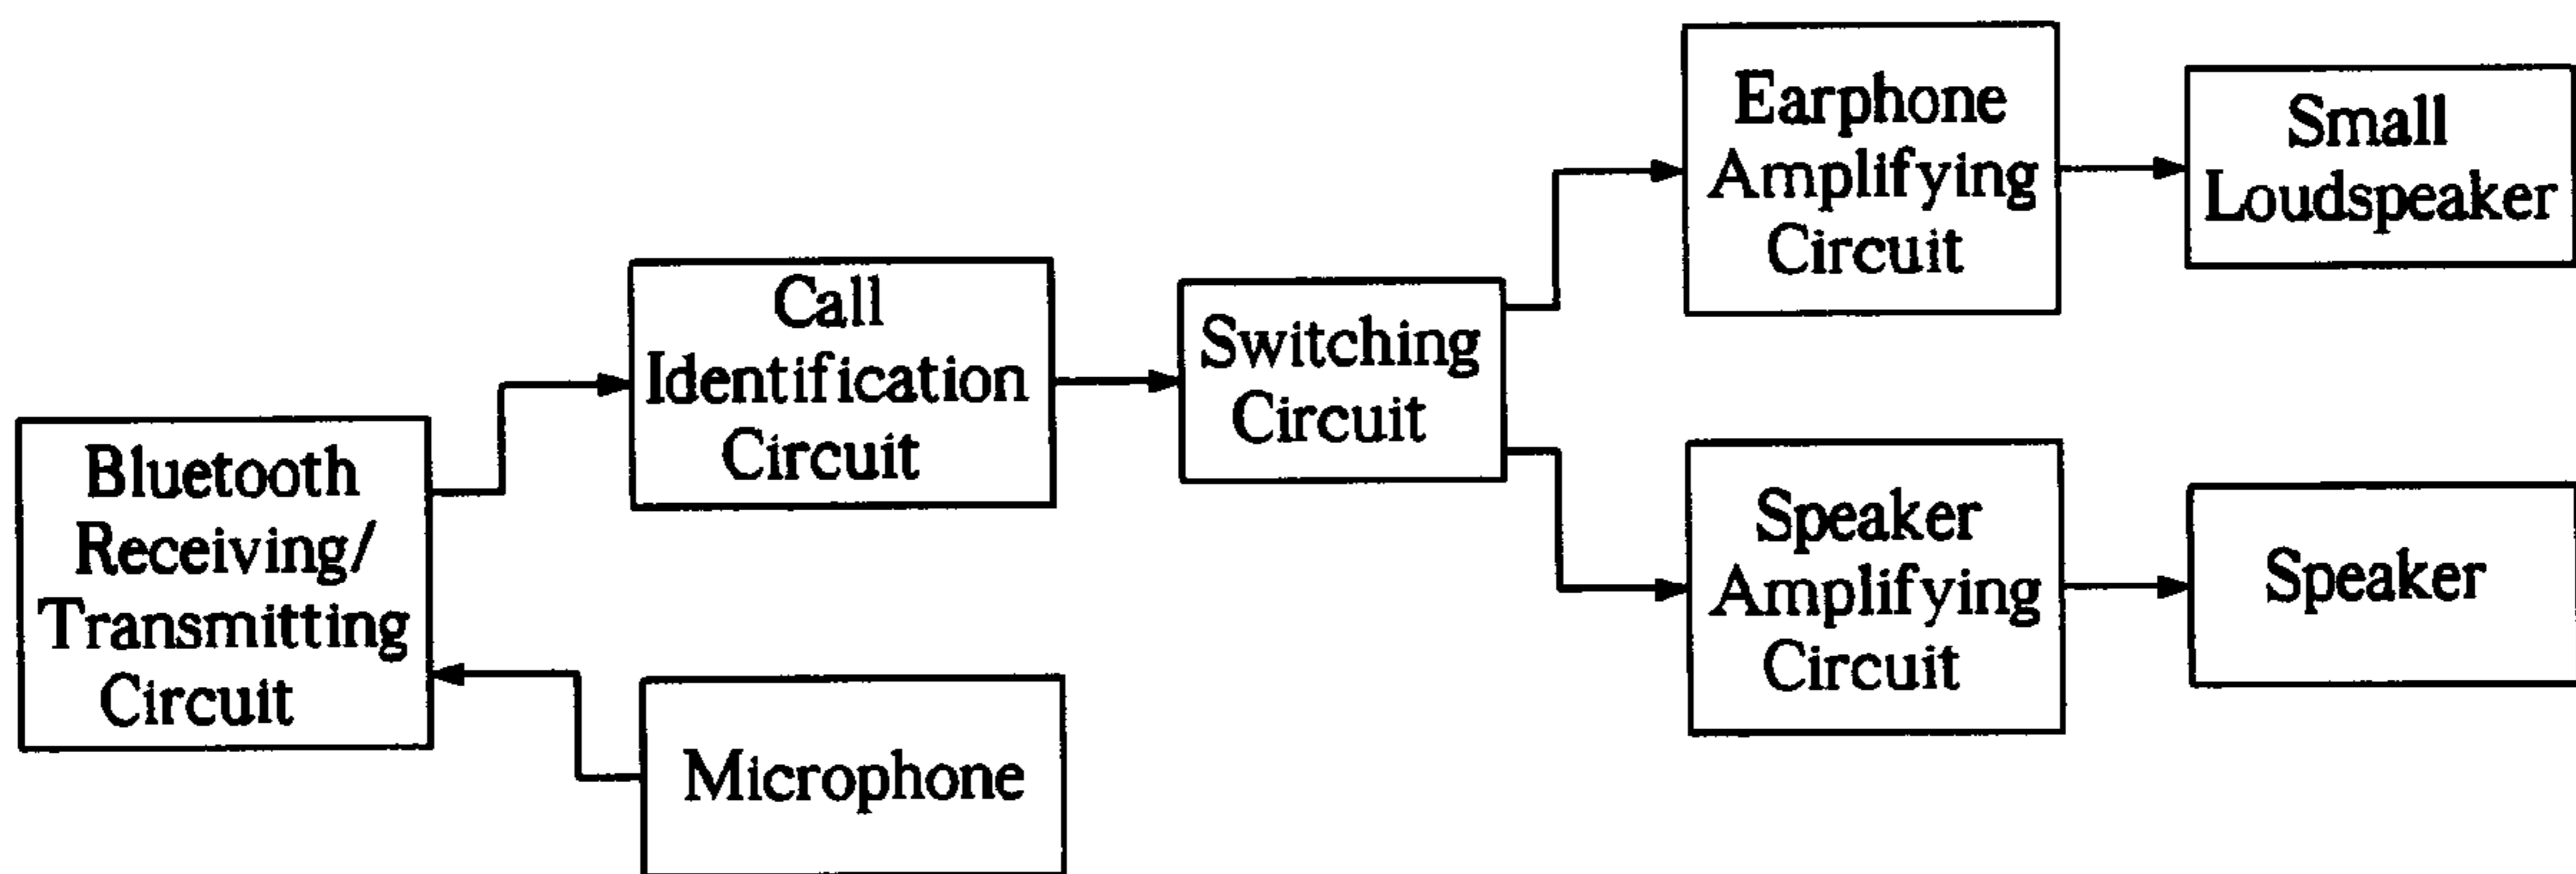 Bluetooth
Receiving/
Transmitting
Circuit
Call
Identification
Circuit
Microphone
Switching
Circuit
Earphone
Amplifying
Circuit
Small
Loudspeaker
Speaker
Amplifying
Circuit
Speaker